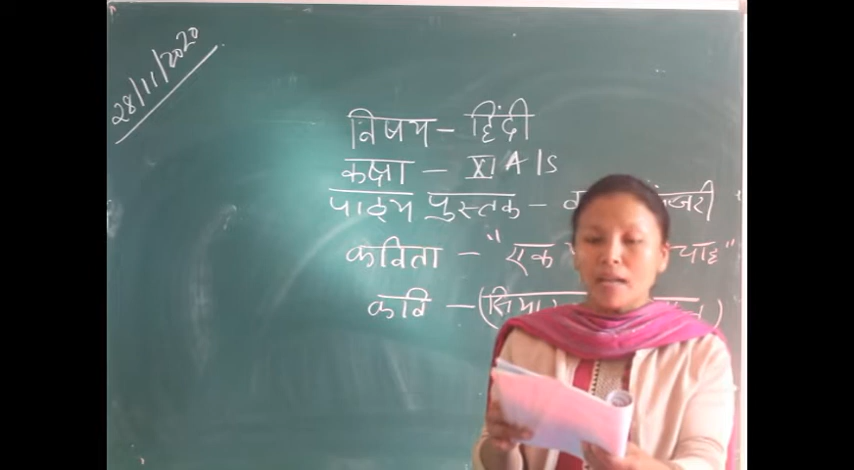 28/11/2020
विषय – हिंदी
कक्षा – XI A/S
पाठ्य पुस्तक –
कविता – "एक
कवि – (